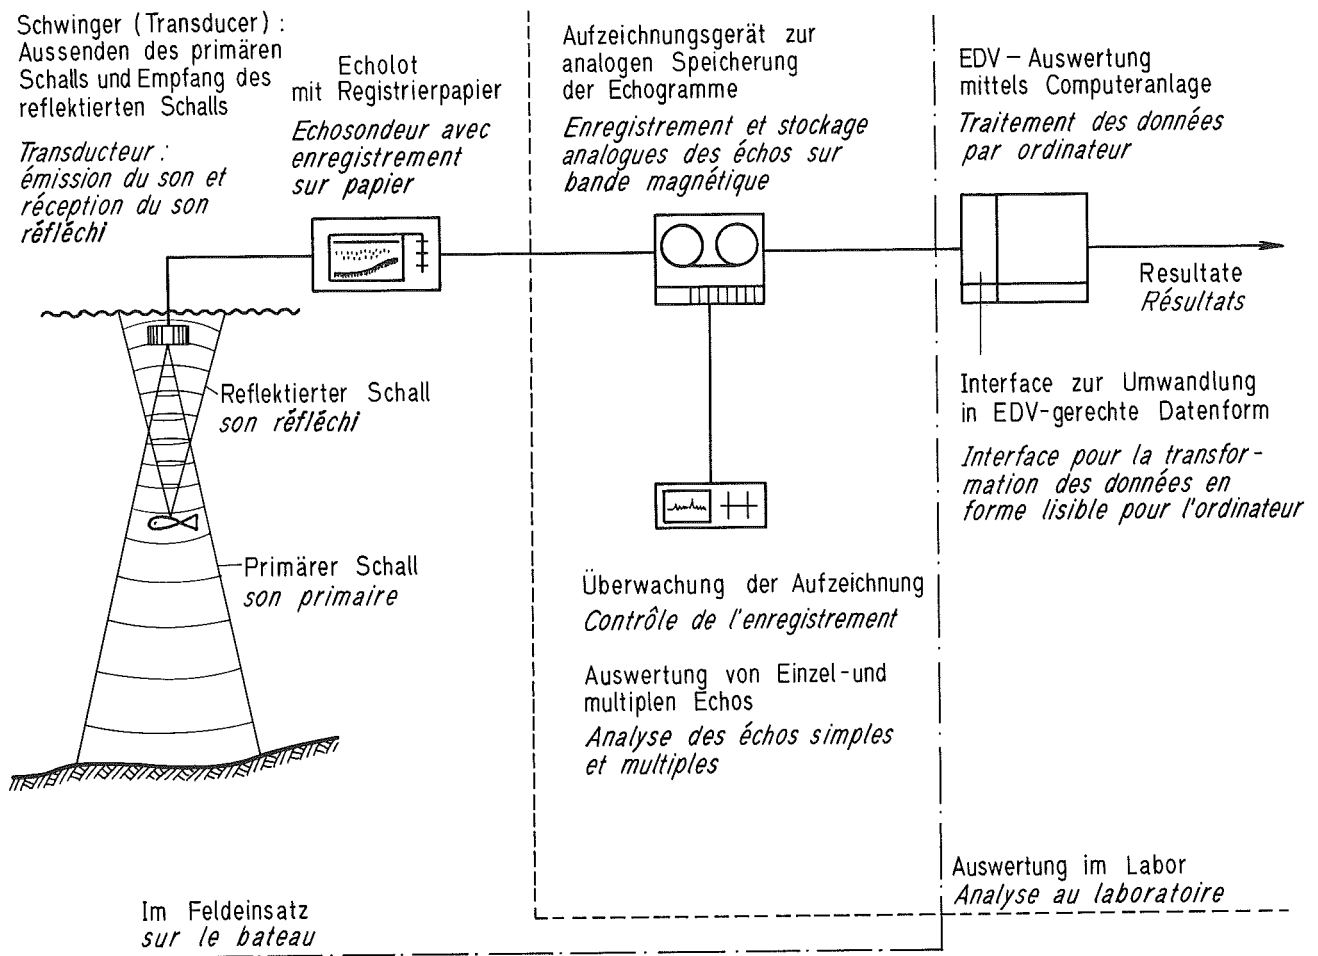 Schwinger (Transducer) :
Aussenden des primären
Schalls und Empfang des
reflektierten Schalls
Transducteur :
émission du son et
réception du son
réfléchi
Echolot
mit Registrierpapier
Echosondeur avec
enregistrement
sur papier
Aufzeichnungsgerät zur
analogen Speicherung
der Echogramme
Enregistrement et stockage
analogues des échos sur
bande magnétique
EDV – Auswertung
mittels Computeranlage
Traitement des données
par ordinateur
Resultate
Résultats
Reflektierter Schall
son réfléchi
Interface zur Umwandlung
in EDV-gerechte Datenform
Interface pour la transfor-
mation des données en
forme lisible pour l'ordinateur
Primärer Schall
son primaire
Überwachung der Aufzeichnung
Contrôle de l'enregistrement
Auswertung von Einzel-und
multiplen Echos
Analyse des échos simples
et multiples
Auswertung im Labor
Analyse au laboratoire
Im Feldeinsatz
sur le bateau